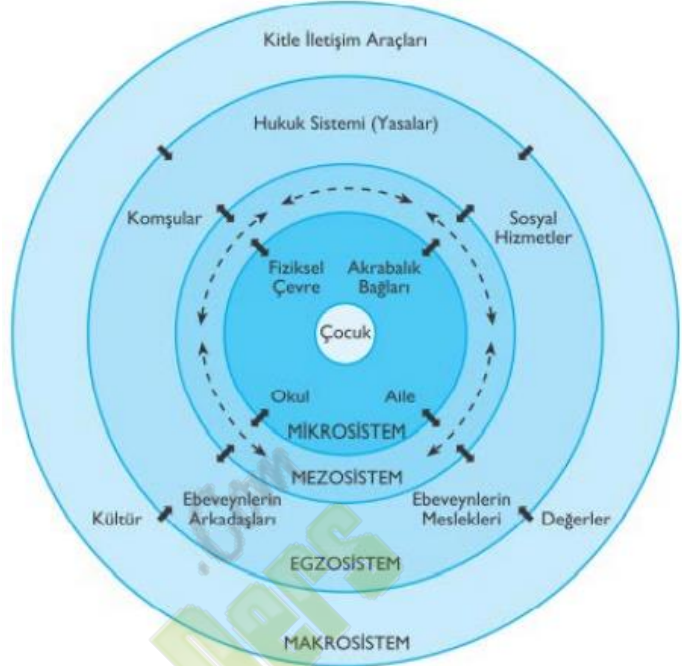 Kitle İletişim Araçları
Hukuk Sistemi (Yasalar)
Komşular
Sosyal
Hizmetler
Fiziksel
Çevre
Akrabalık
Bağları
Çocuk
Okul
Aile
MİKROSİSTEM
MEZOSİSTEM
Kültür
Ebeveynlerin
Arkadaşları
Ebeveynlerin
Meslekleri
Değerler
EGZOSİSTEM
MAKROSİSTEM